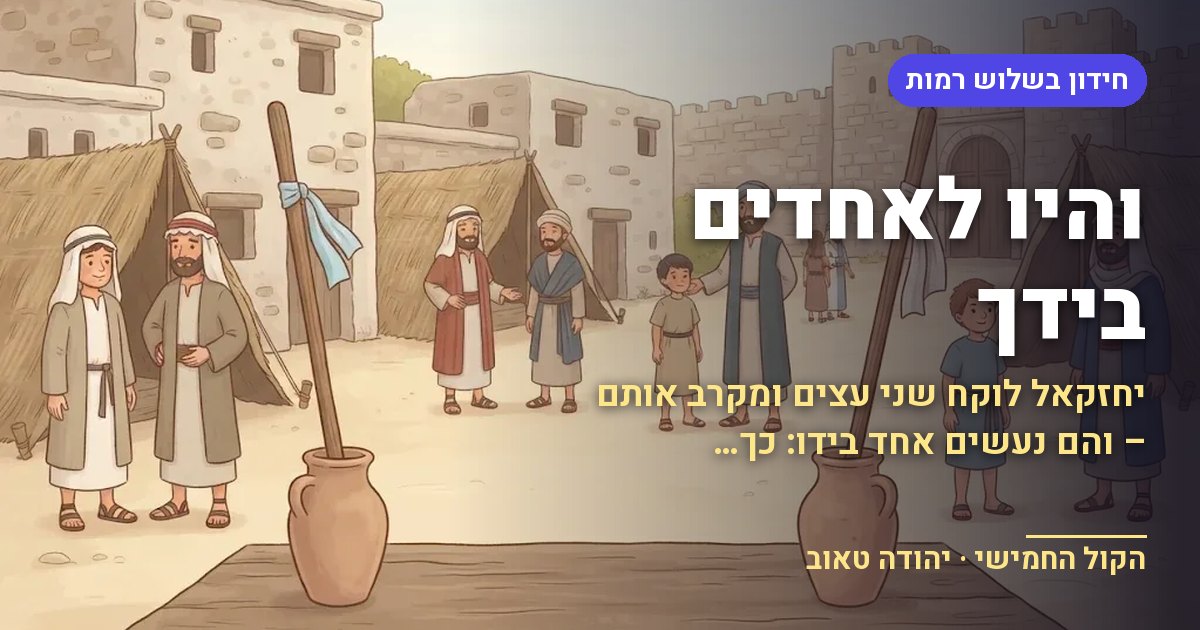 חידון בשלוש רמות
והיו לאחדים
בידך
יחזקאל לוקח שני עצים ומקרב אותם
– והם נעשים אחד בידו: כך...
הקול החמישי · יהודה טאוב